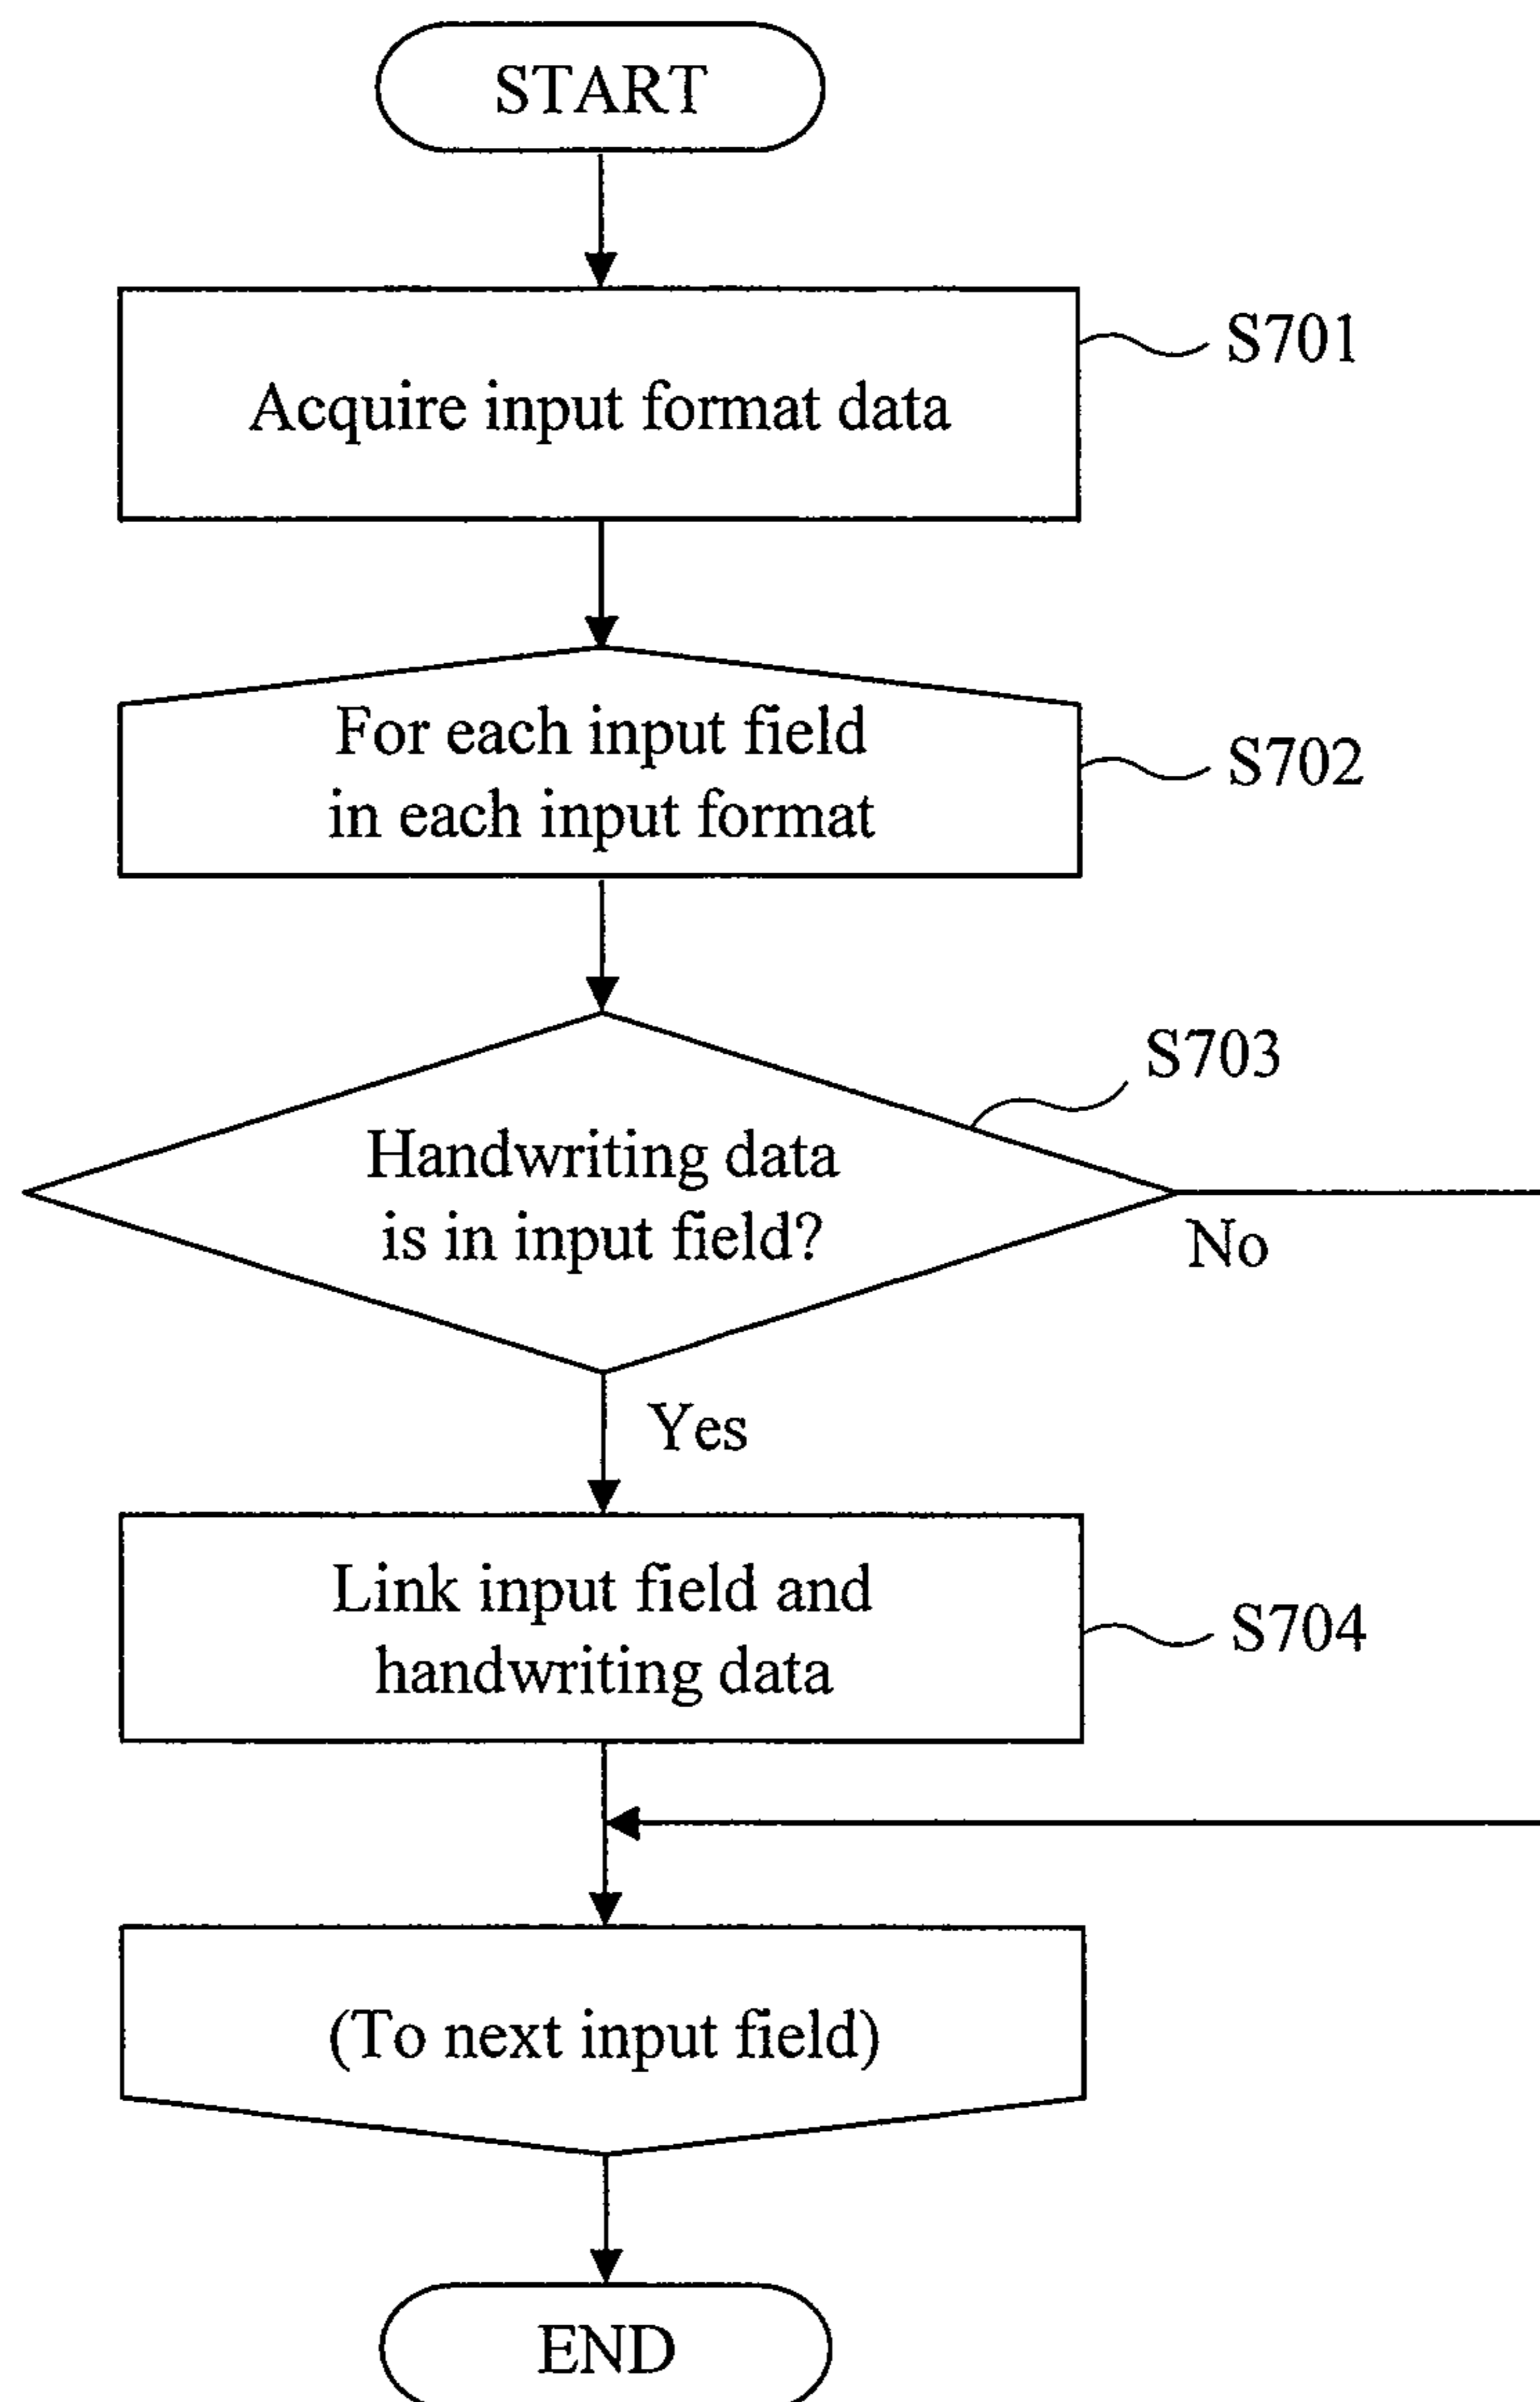 START
Acquire input format data
S701
For each input field
in each input format
S702
S703
Handwriting data
is in input field?
No
Yes
Link input field and
handwriting data
S704
(To next input field)
END